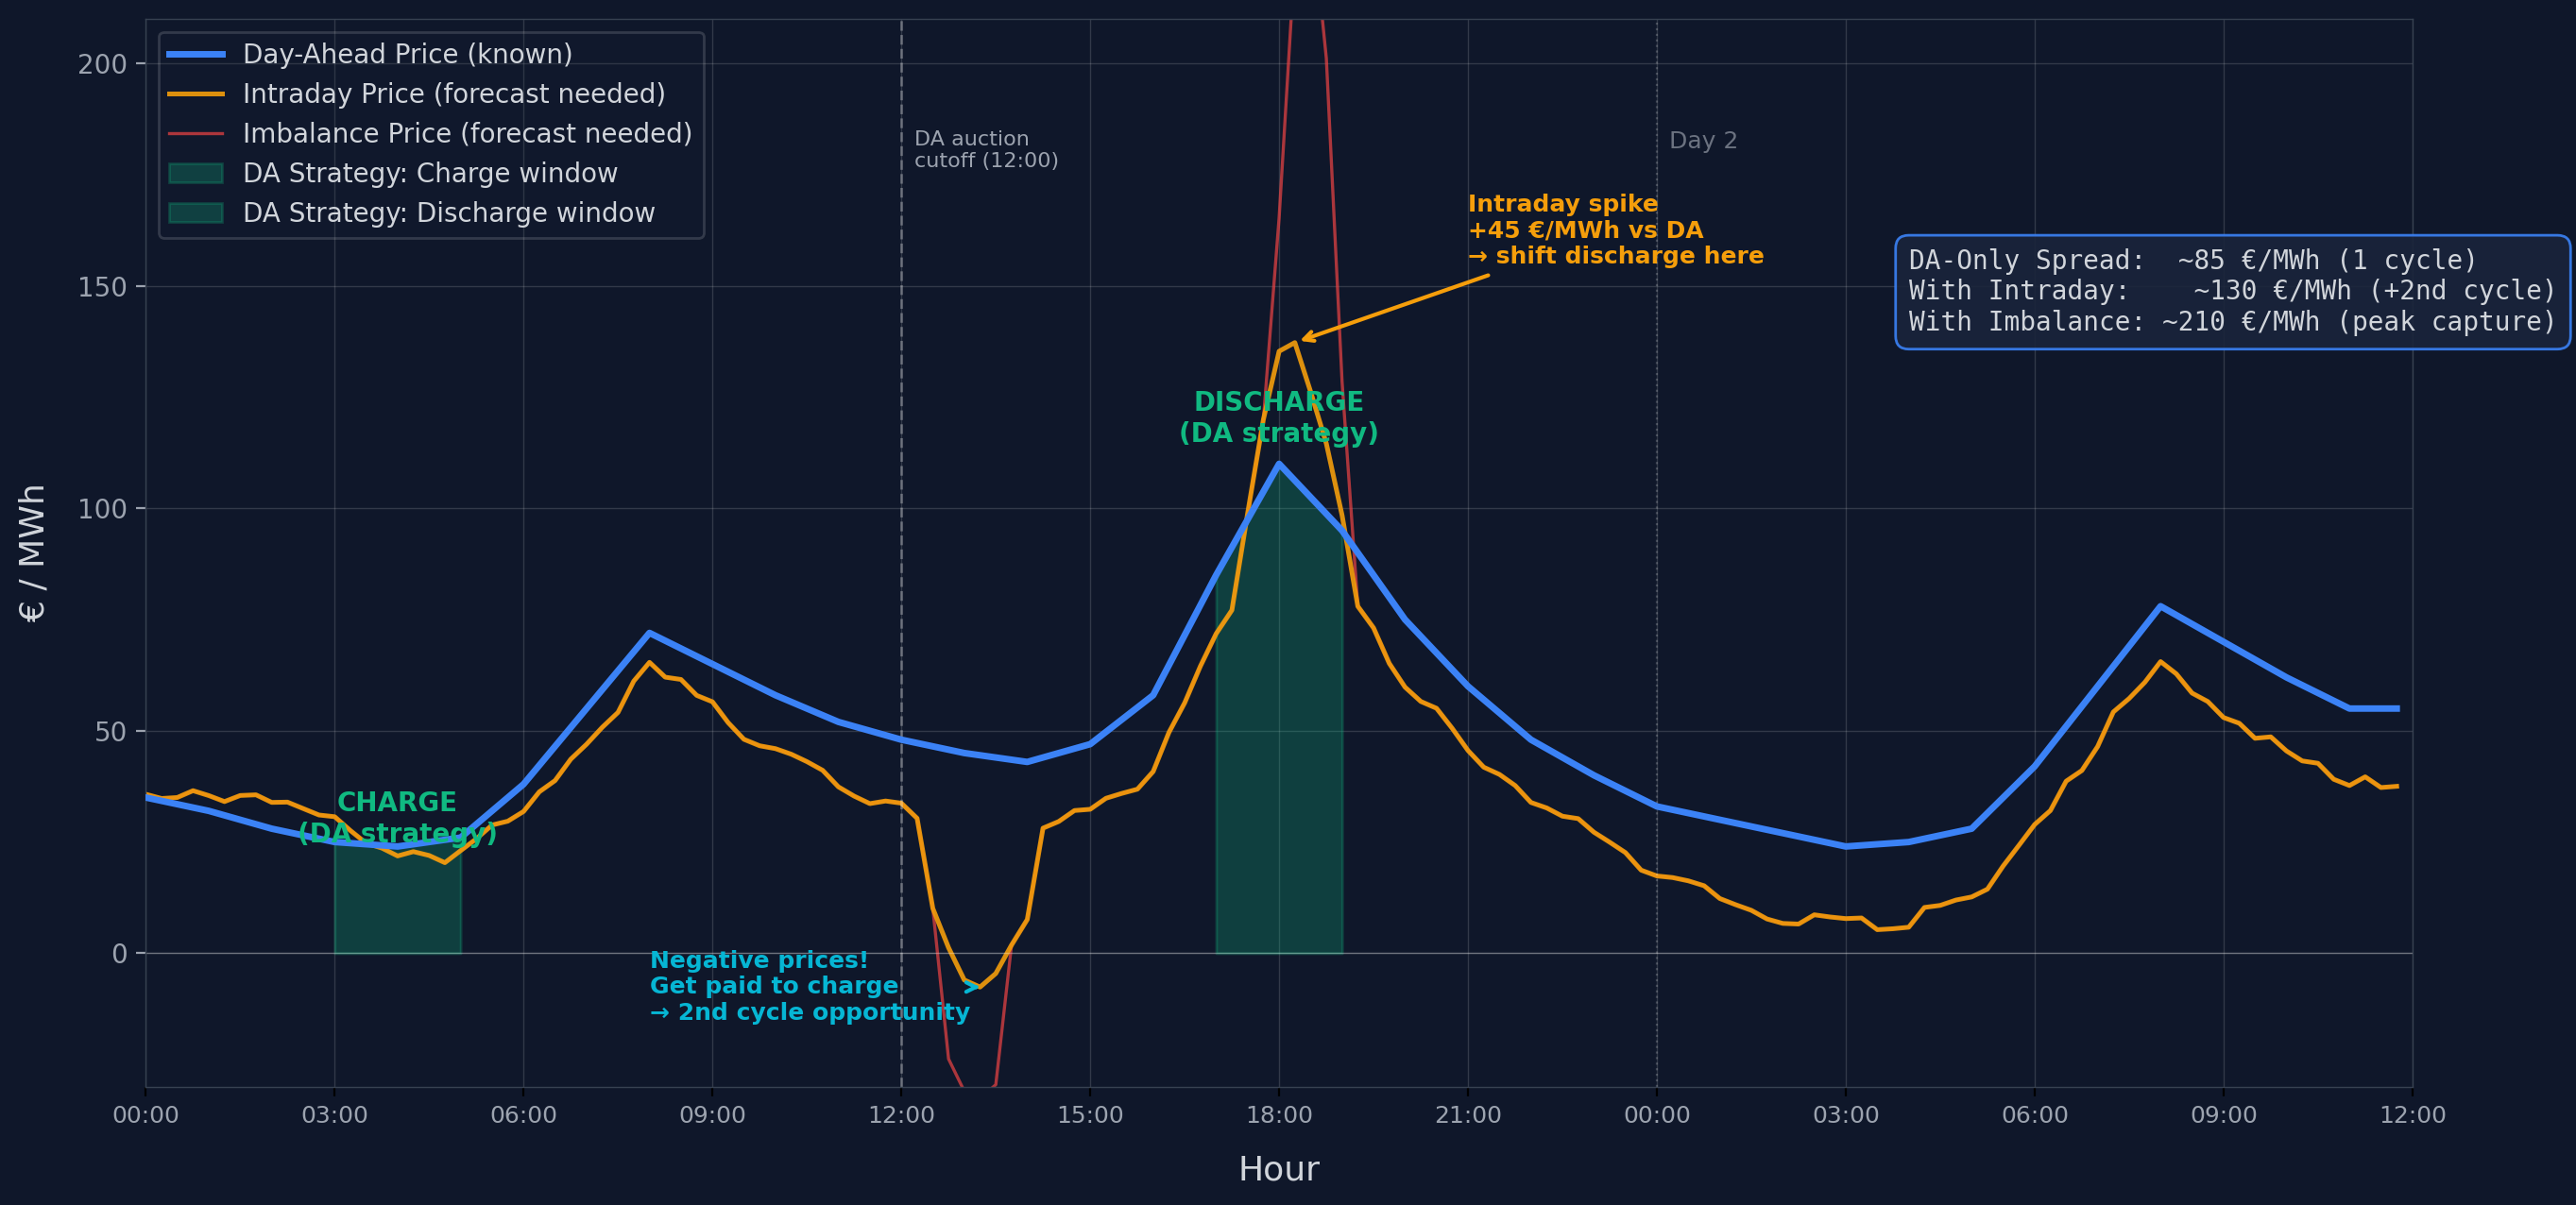 Day-Ahead Price (known)
Intraday Price (forecast needed)
Imbalance Price (forecast needed)
DA Strategy: Charge window
DA Strategy: Discharge window
DA auction
cutoff (12:00)
Day 2
Intraday spike
+45 €/MWh vs DA
→ shift discharge here
DA-Only Spread:  ~85 €/MWh (1 cycle)
With Intraday:    ~130 €/MWh (+2nd cycle)
With Imbalance: ~210 €/MWh (peak capture)
DISCHARGE
(DA strategy)
CHARGE
(DA strategy)
Negative prices!
Get paid to charge
→ 2nd cycle opportunity
€ / MWh
200
150
100
50
0
00:00 03:00 06:00 09:00 12:00 15:00 18:00 21:00 00:00 03:00 06:00 09:00 12:00
Hour